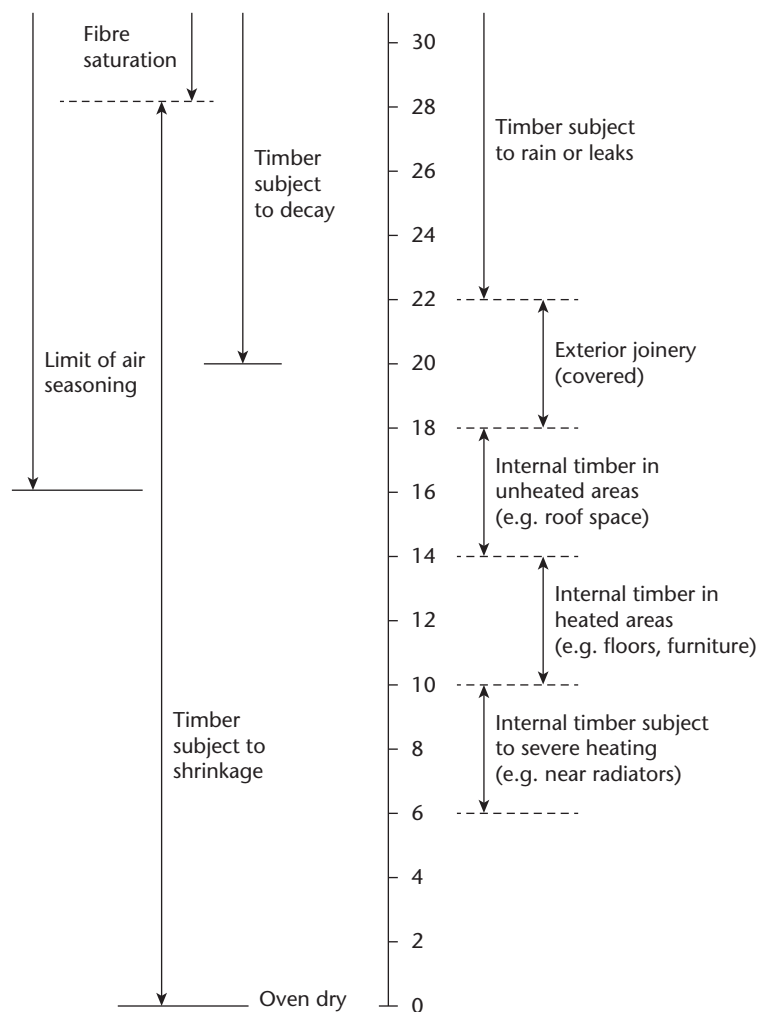 Fibre
saturation
Timber
subject
to decay
Limit of air
seasoning
Timber
subject to
shrinkage
Oven dry
30
28
26
24
22
20
18
16
14
12
10
8
6
4
2
0
Timber subject
to rain or leaks
Exterior joinery
(covered)
Internal timber in
unheated areas
(e.g. roof space)
Internal timber in
heated areas
(e.g. floors, furniture)
Internal timber subject
to severe heating
(e.g. near radiators)